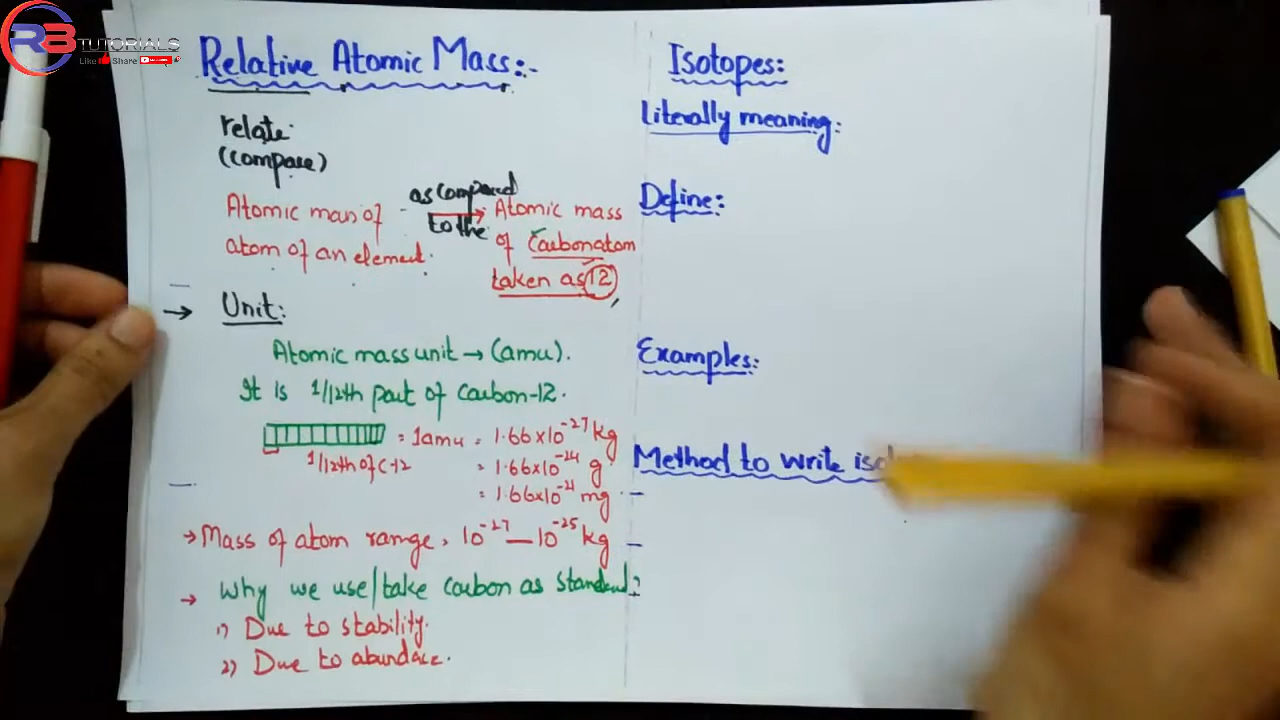 RB
TUTORIALS
Like Share
Relative Atomic Mass:-
relate
(compare)
Atomic mass of
atom of an element.
as compared
to the
Atomic mass
of Carbon atom
taken as 12
→ Unit:
Atomic mass unit → (amu).
It is 1/12th part of Carbon-12.
= 1amu = 1.66x10⁻²⁷ kg
1/12th of C-12
= 1.66x10⁻²⁴ g
= 1.66x10⁻²¹ mg
→ Mass of atom range, 10⁻²⁷ — 10⁻²⁵ kg
→ Why we use/take carbon as standard?
1) Due to stability.
2) Due to abundace.
Isotopes:
Literally meaning:
Define:
Examples:
Method to write